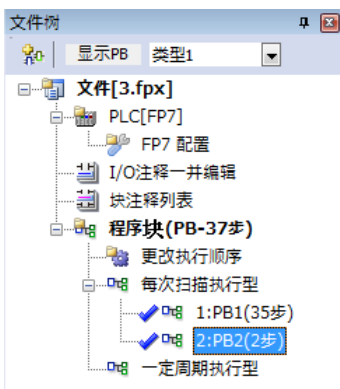 文件树
显示PB 类型1
文件[3.fpx]
PLC[FP7]
FP7 配置
I/O注释一并编辑
块注释列表
程序块(PB-37步)
更改执行顺序
每次扫描执行型
1:PB1(35步)
2:PB2(2步)
一定周期执行型